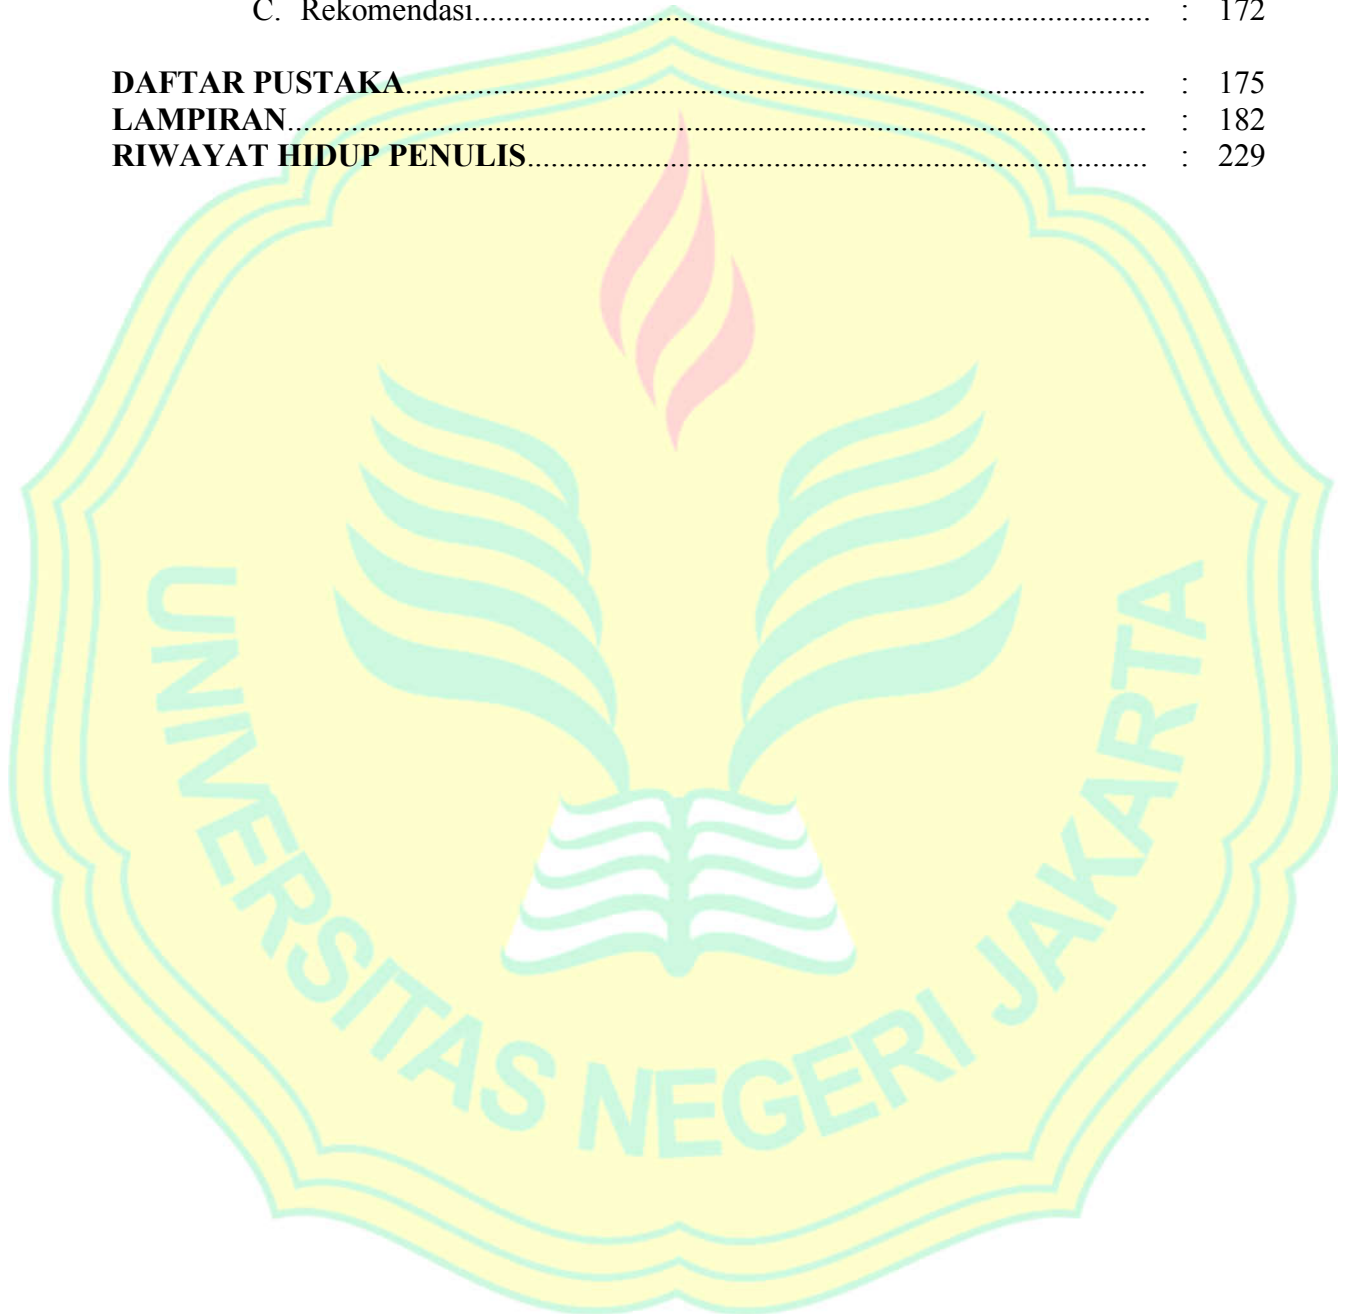 C. Rekomendasi.................................................................................... : 172
DAFTAR PUSTAKA............................................................................................ : 175
LAMPIRAN........................................................................................................... : 182
RIWAYAT HIDUP PENULIS............................................................................. : 229
UNIVERSITAS NEGERI JAKARTA